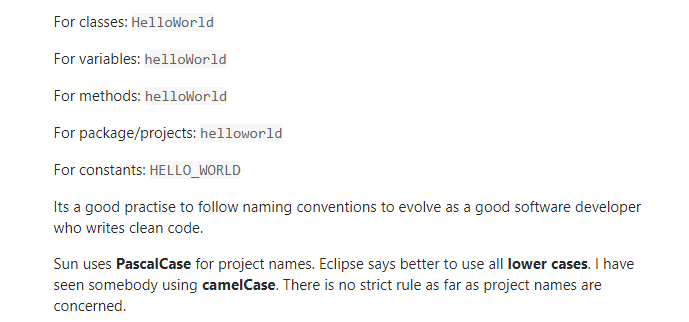 For classes: HelloWorld
For variables: helloWorld
For methods: helloWorld
For package/projects: helloworld
For constants: HELLO_WORLD
Its a good practise to follow naming conventions to evolve as a good software developer
who writes clean code.
Sun uses PascalCase for project names. Eclipse says better to use all lower cases. I have
seen somebody using camelCase. There is no strict rule as far as project names are
concerned.